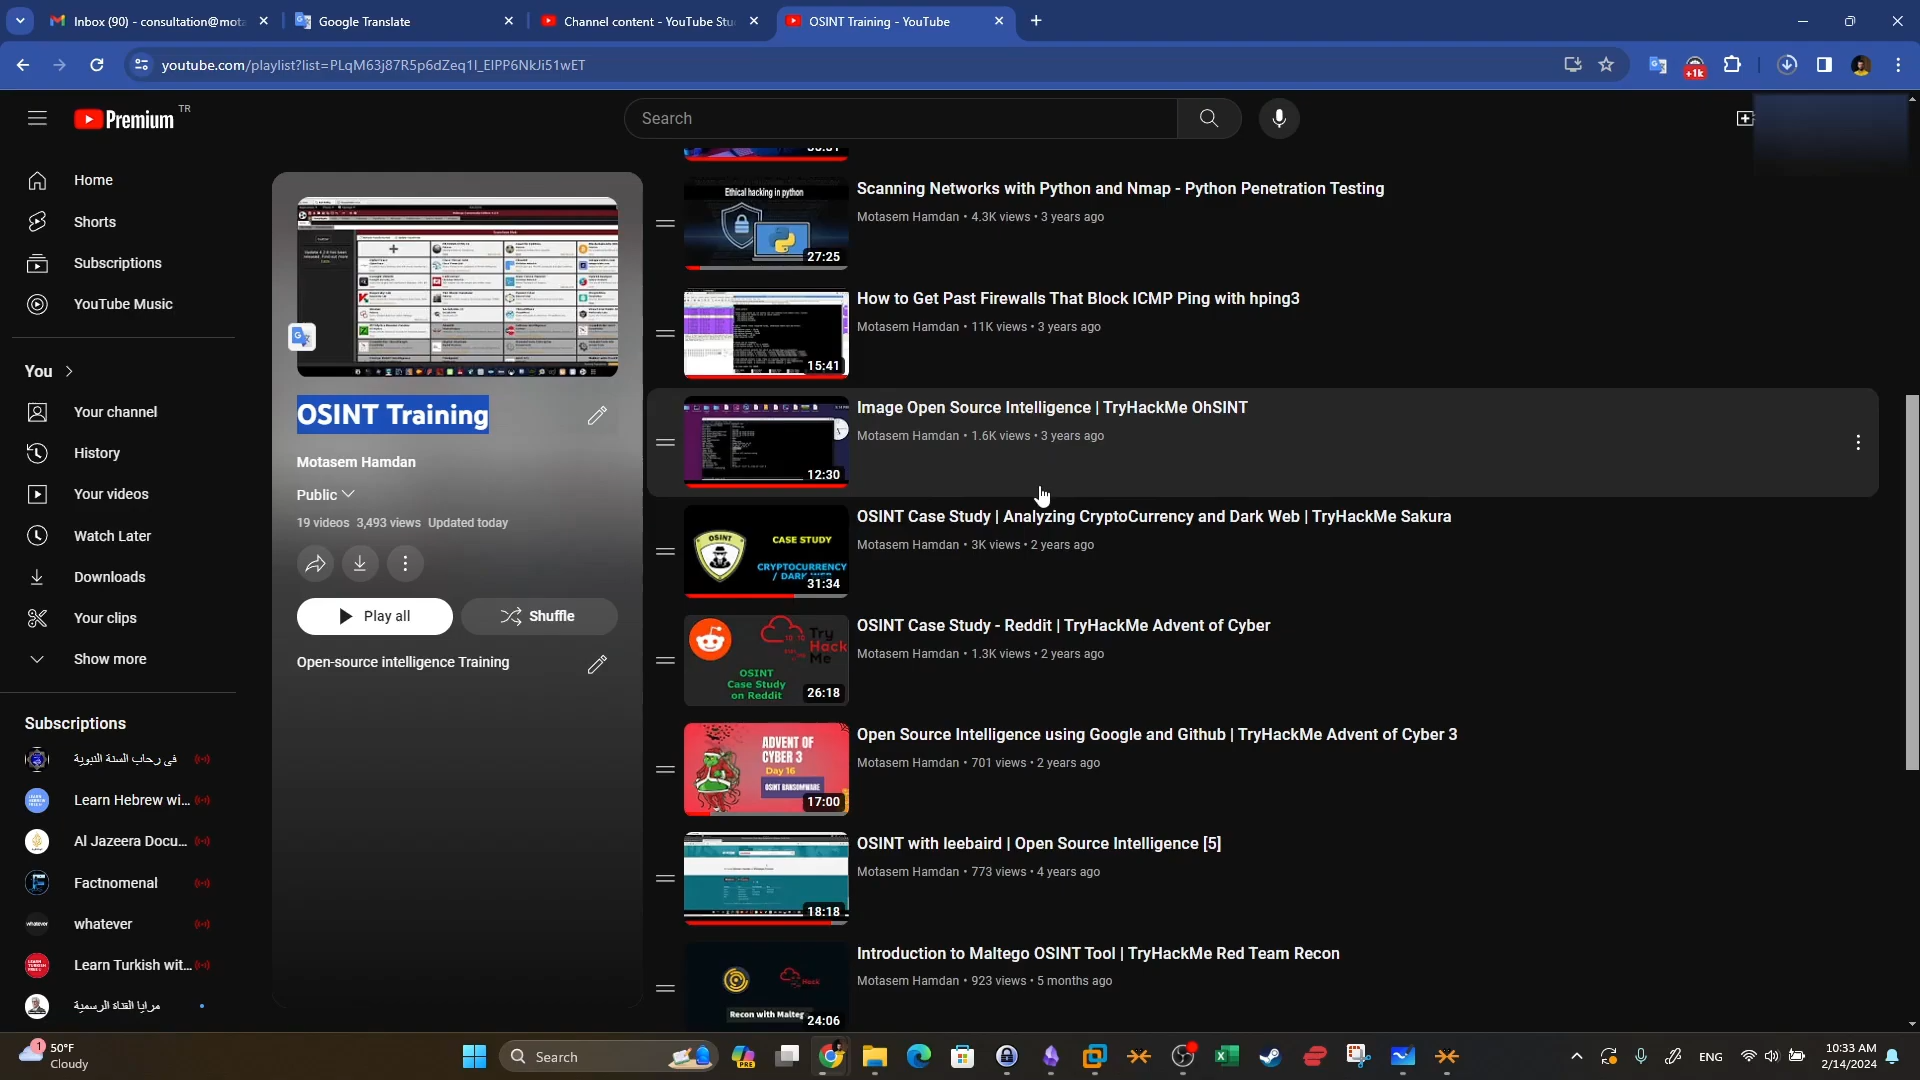 Inbox (90) - consultation@mota
Google Translate
Channel content - YouTube Stu
OSINT Training - YouTube
youtube.com/playlist?list=PLqM63j87R5p6dZeq1l_EIPP6NkJi51wET
+1k
Premium TR
Search
Home
Shorts
Subscriptions
YouTube Music
You
Your channel
History
Your videos
Watch Later
Downloads
Your clips
Show more
Subscriptions
في رحاب السنة النبوية
Learn Hebrew wi...
Al Jazeera Docu...
Factnomenal
whatever
Learn Turkish wit...
مرايا القناة الرسمية
OSINT Training
Motasem Hamdan
Public
19 videos 3,493 views Updated today
Play all
Shuffle
Open-source intelligence Training
Ethical hacking in python
27:25
Scanning Networks with Python and Nmap - Python Penetration Testing
Motasem Hamdan • 4.3K views • 3 years ago
15:41
How to Get Past Firewalls That Block ICMP Ping with hping3
Motasem Hamdan • 11K views • 3 years ago
12:30
Image Open Source Intelligence | TryHackMe OhSINT
Motasem Hamdan • 1.6K views • 3 years ago
OSINT
CASE STUDY
CRYPTOCURRENCY
/ DARK WEB
31:34
OSINT Case Study | Analyzing CryptoCurrency and Dark Web | TryHackMe Sakura
Motasem Hamdan • 3K views • 2 years ago
Try
Hack
Me
OSINT
Case Study
on Reddit
26:18
OSINT Case Study - Reddit | TryHackMe Advent of Cyber
Motasem Hamdan • 1.3K views • 2 years ago
ADVENT OF
CYBER 3
Day 16
OSINT RANSOMWARE
17:00
Open Source Intelligence using Google and Github | TryHackMe Advent of Cyber 3
Motasem Hamdan • 701 views • 2 years ago
18:18
OSINT with leebaird | Open Source Intelligence [5]
Motasem Hamdan • 773 views • 4 years ago
Hack
Recon with Malteg
24:06
Introduction to Maltego OSINT Tool | TryHackMe Red Team Recon
Motasem Hamdan • 923 views • 5 months ago
1
50°F
Cloudy
Search
PRE
ENG
10:33 AM
2/14/2024